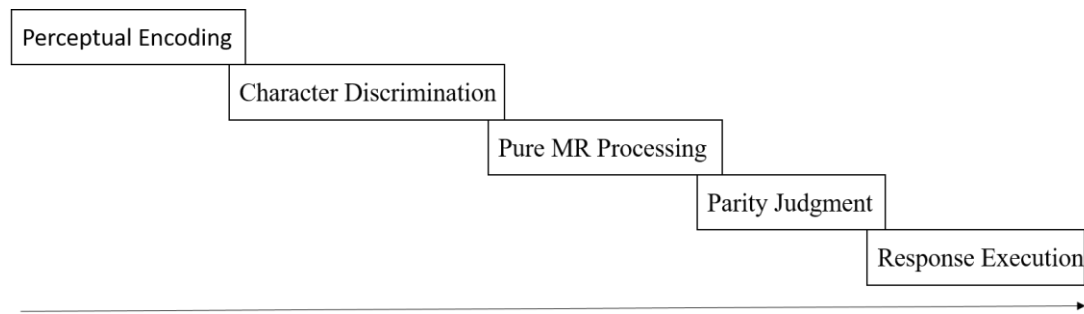 Perceptual Encoding
Character Discrimination
Pure MR Processing
Parity Judgment
Response Execution